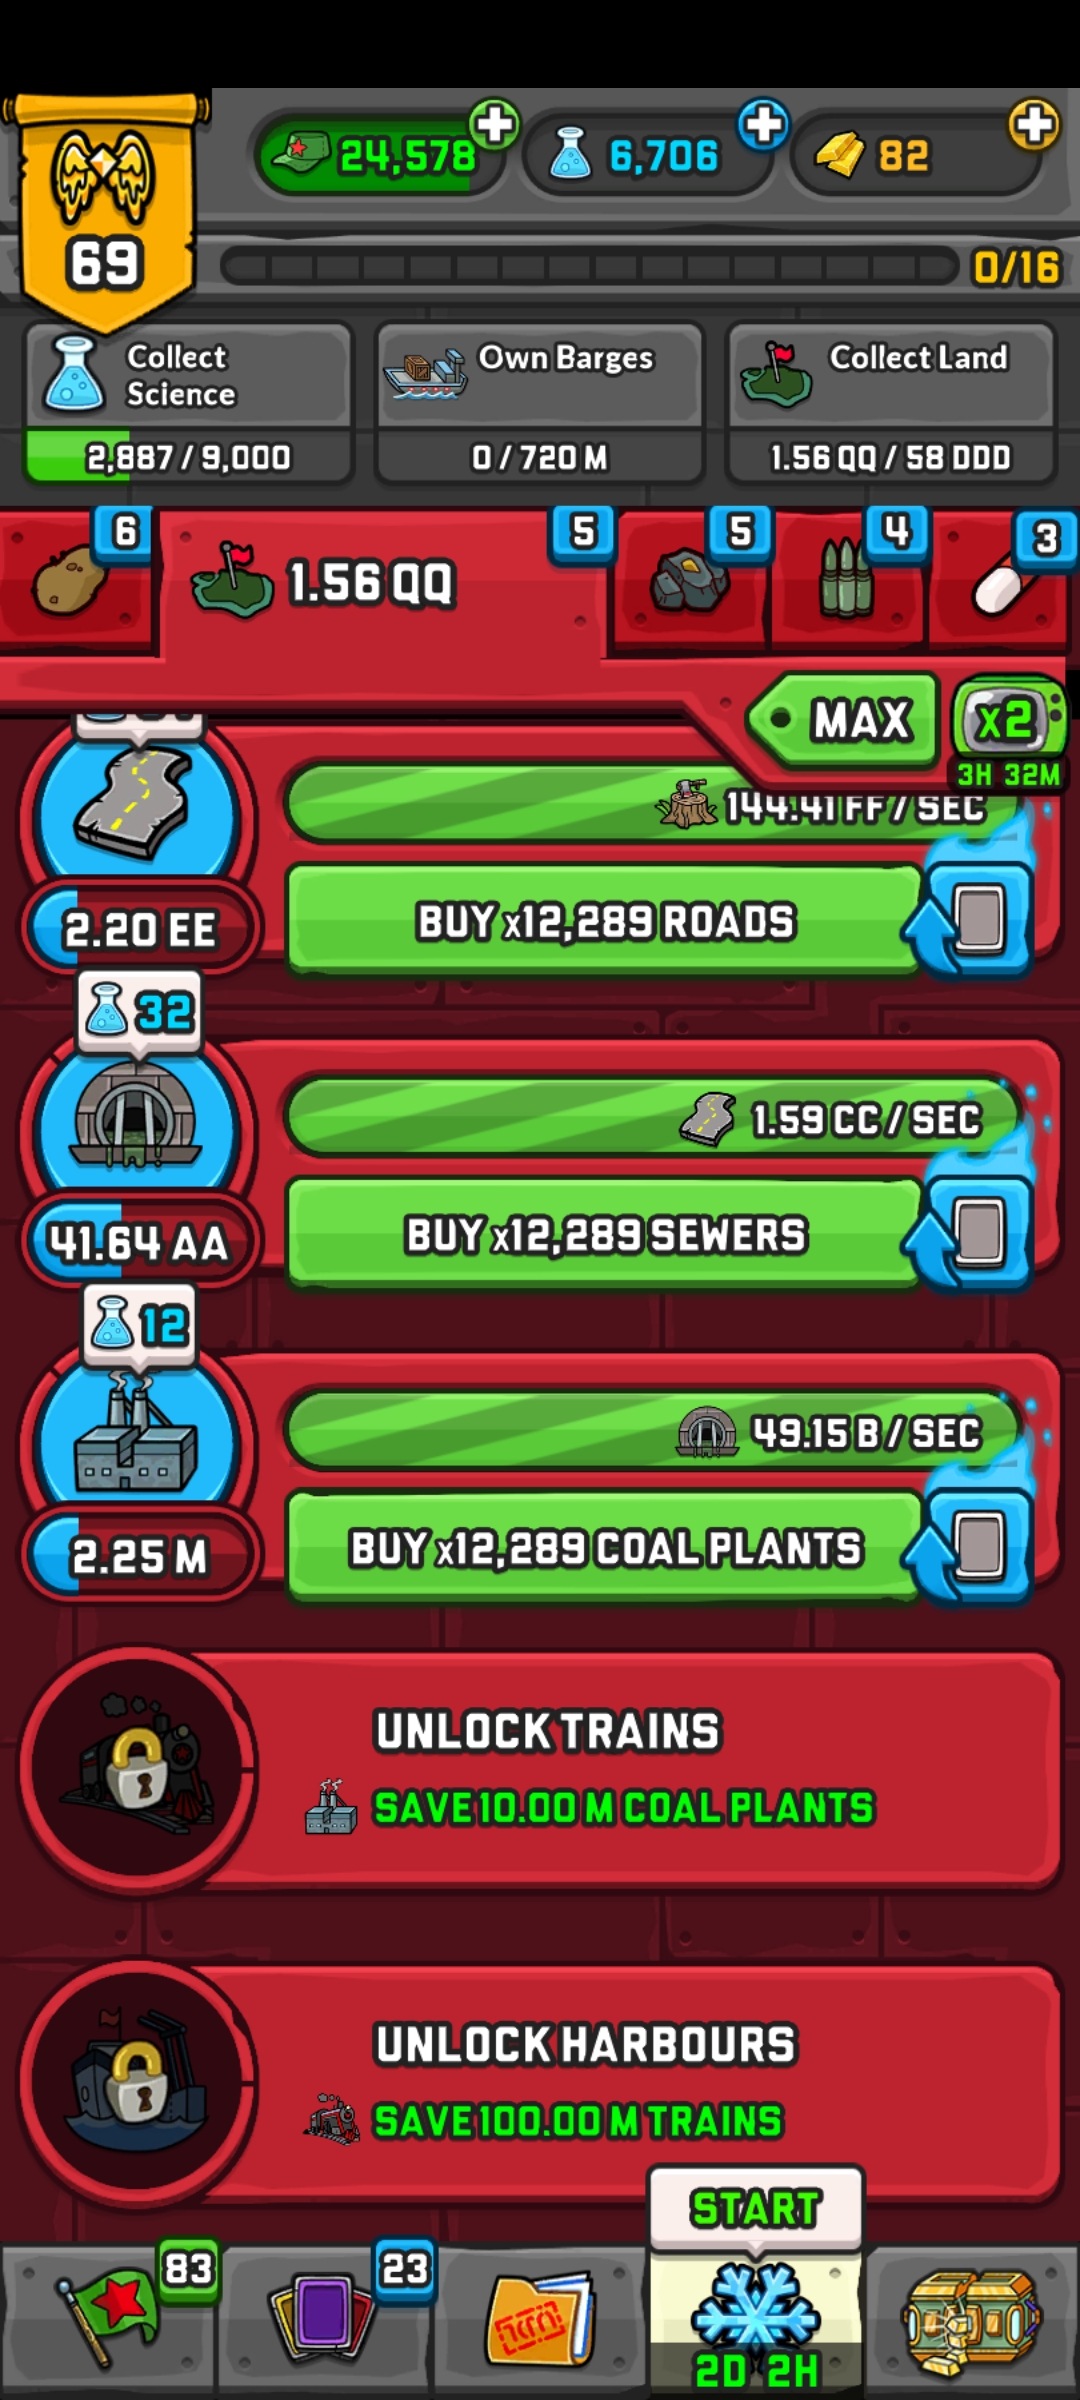 24,578
6,706
82
69
0/16
Collect
Science
2,887 / 9,000
Own Barges
0 / 720 M
Collect Land
1.56 QQ / 58 DDD
6
1.56 QQ
5
5
4
3
MAX
x2
3H 32M
144.41 FF / SEC
BUY x12,289 ROADS
2.20 EE
32
1.59 CC / SEC
BUY x12,289 SEWERS
41.64 AA
12
49.15 B / SEC
BUY x12,289 COAL PLANTS
2.25 M
UNLOCK TRAINS
SAVE 10.00 M COAL PLANTS
UNLOCK HARBOURS
SAVE 100.00 M TRAINS
START
83
23
2D 2H